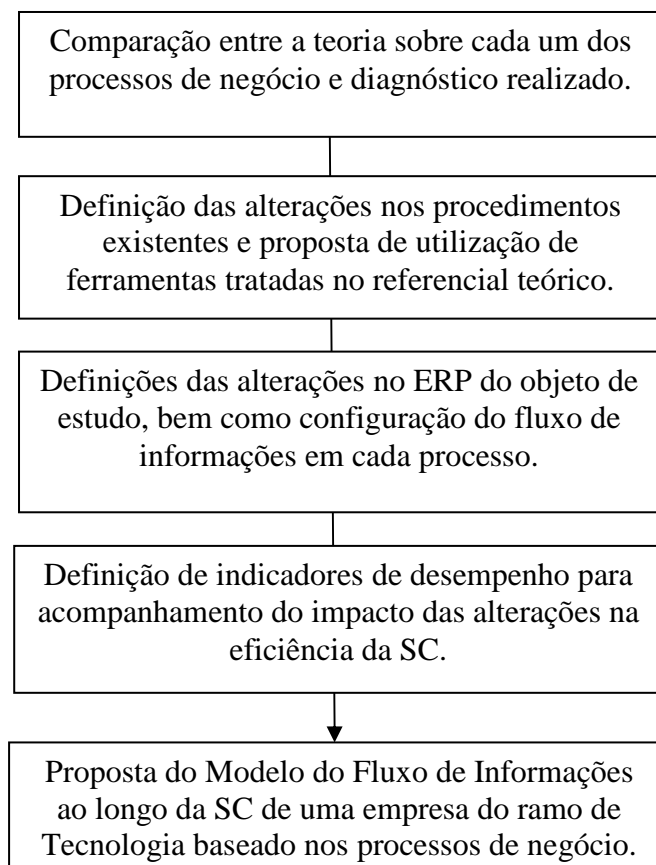 Comparação entre a teoria sobre cada um dos
processos de negócio e diagnóstico realizado.
Definição das alterações nos procedimentos
existentes e proposta de utilização de
ferramentas tratadas no referencial teórico.
Definições das alterações no ERP do objeto de
estudo, bem como configuração do fluxo de
informações em cada processo.
Definição de indicadores de desempenho para
acompanhamento do impacto das alterações na
eficiência da SC.
Proposta do Modelo do Fluxo de Informações
ao longo da SC de uma empresa do ramo de
Tecnologia baseado nos processos de negócio.